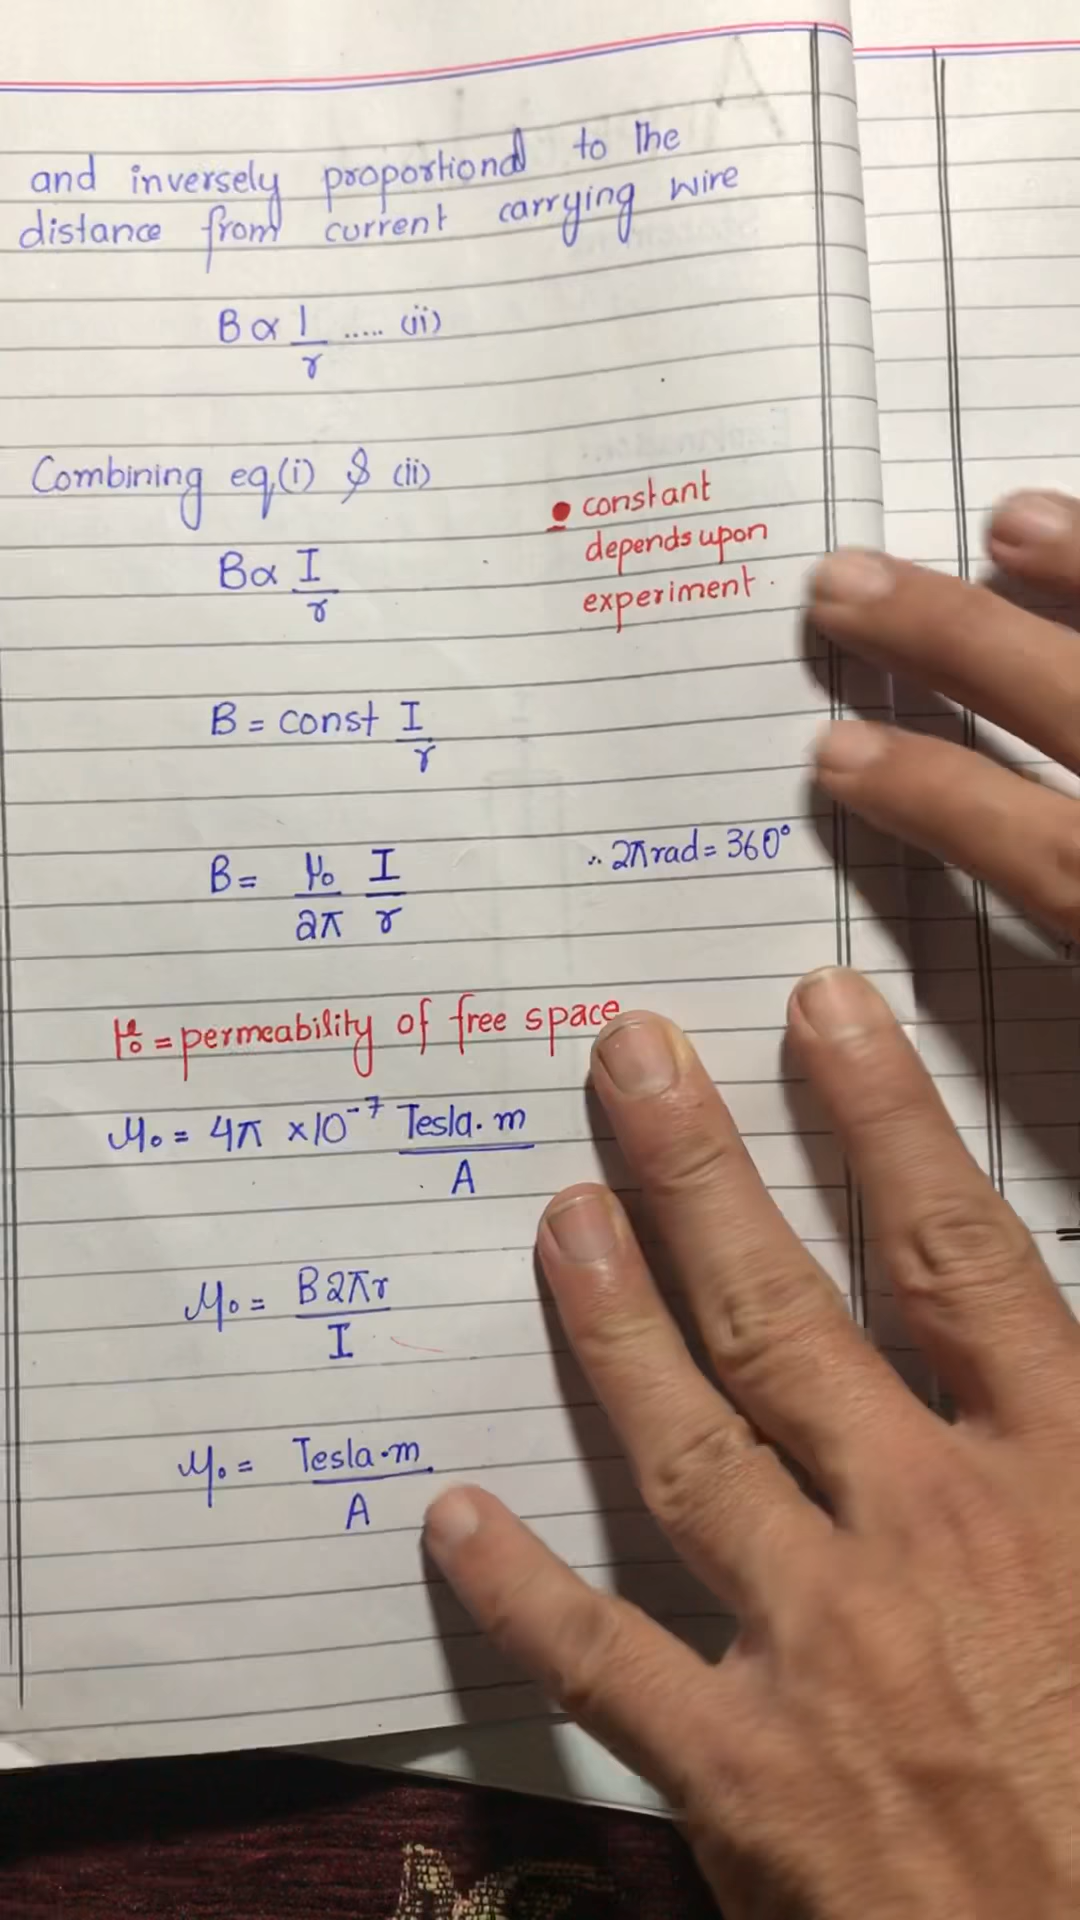 and inversely proportional to the
distance from current carrying wire
B ∝ 1/r ..... (ii)
Combining eq,(i) & (ii)
• constant
depends upon
experiment.
B ∝ I/r
B = const I/r
B = μ₀/2π I/r ∴ 2π rad = 360°
μ₀ = permeability of free space
μ₀ = 4π ×10⁻⁷ Tesla.m/A
μ₀ = B2πr/I
μ₀ = Tesla.m/A